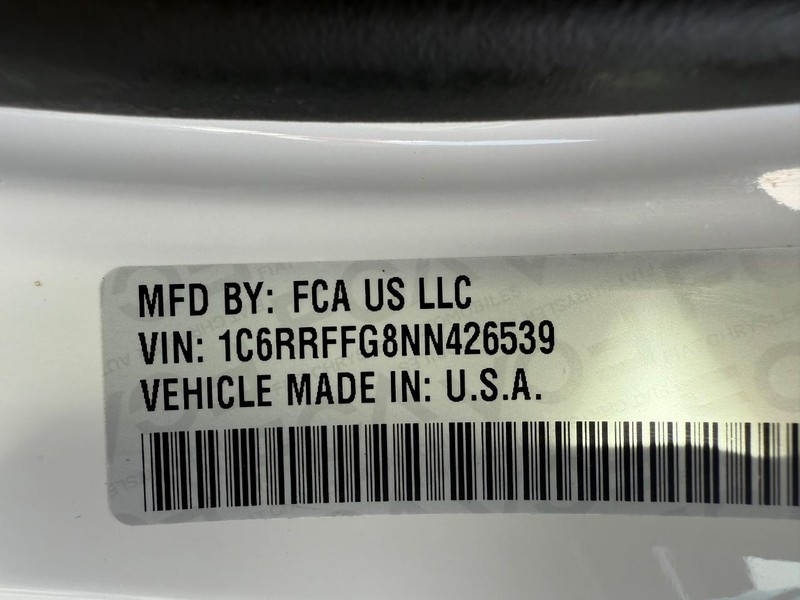 MFD BY: FCA US LLC
VIN: 1C6RRFFG8NN426539
VEHICLE MADE IN: U.S.A.